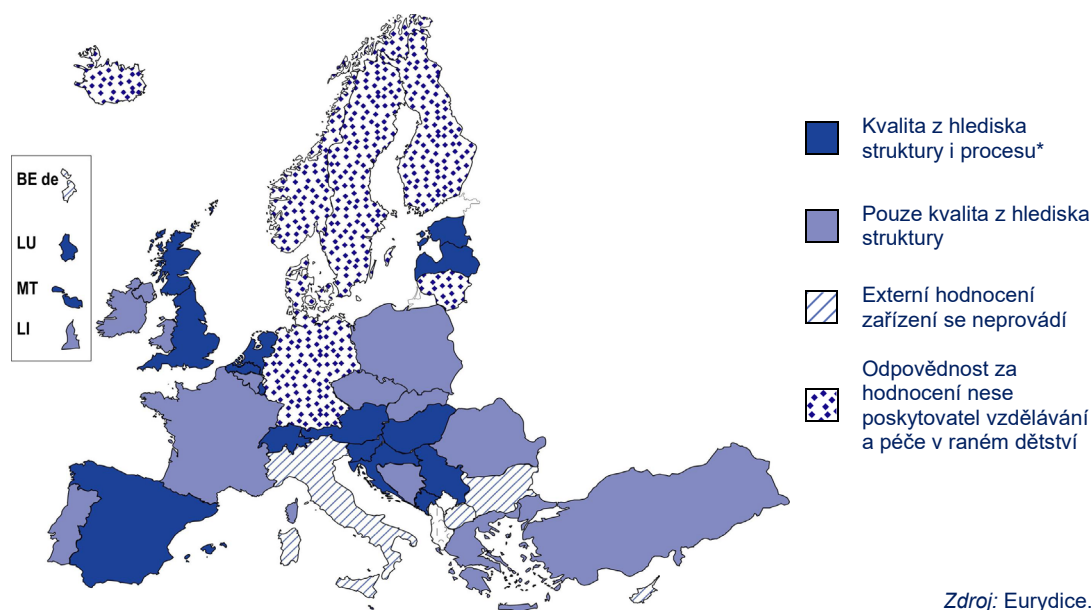 BE de
LU
MT
LI
Kvalita z hlediska
struktury i procesu*
Pouze kvalita z hlediska
struktury
Externí hodnocení
zařízení se neprovádí
Odpovědnost za
hodnocení nese
poskytovatel vzdělávání
a péče v raném dětství
Zdroj: Eurydice.